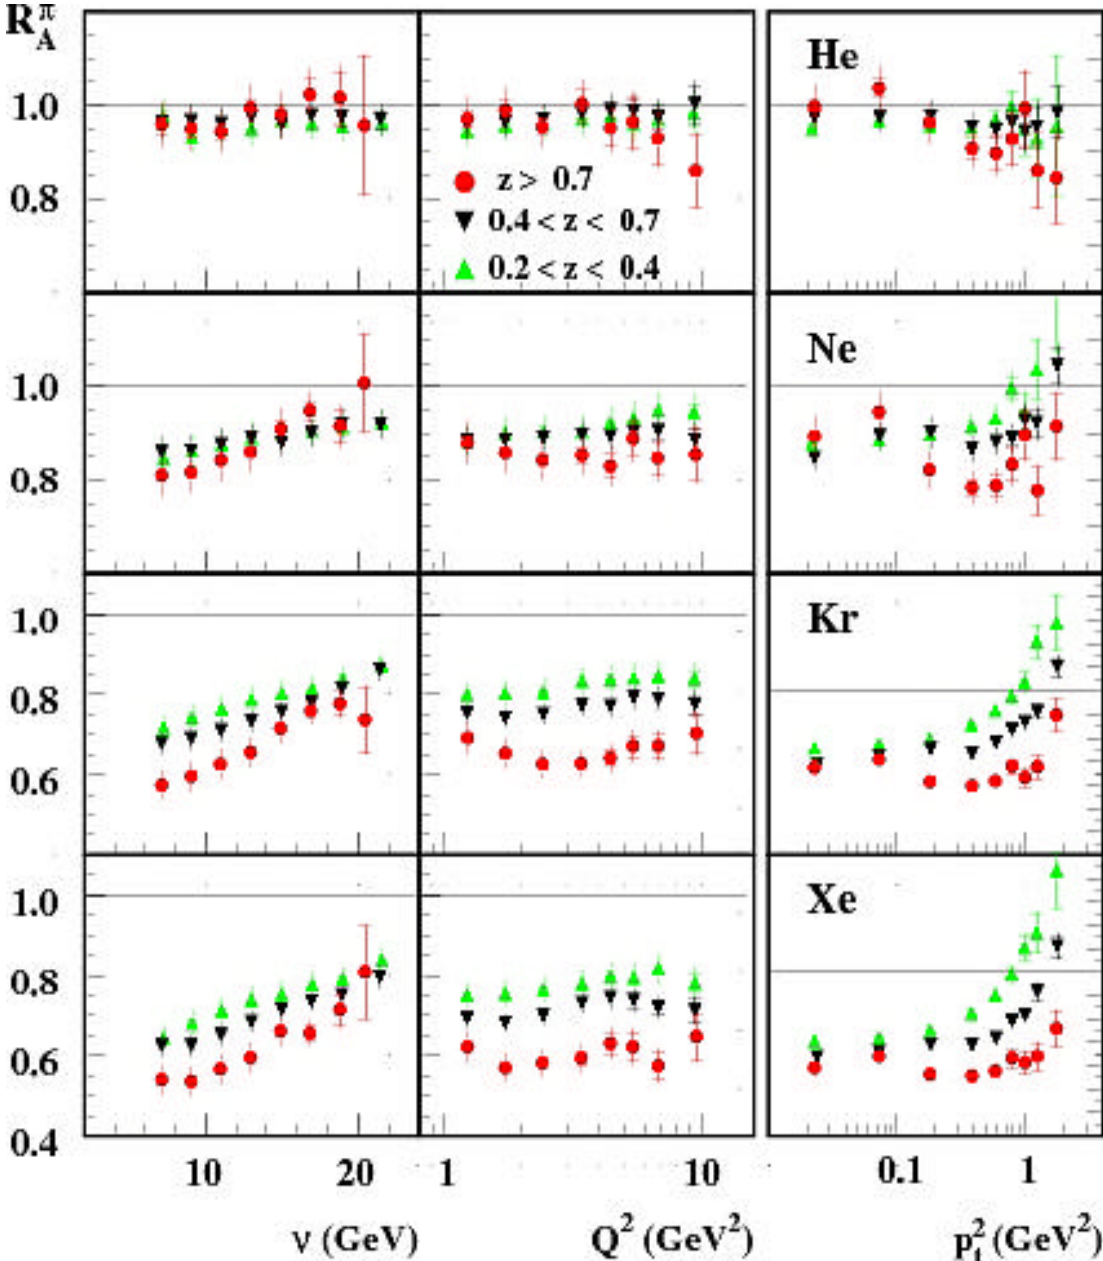 R_A^π
1.0
0.8
He
z > 0.7
0.4 < z < 0.7
0.2 < z < 0.4
1.0
0.8
Ne
1.0
0.8
0.6
Kr
1.0
0.8
0.6
0.4
Xe
10 20 1 10 0.1 1
ν (GeV) Q² (GeV²) p_t² (GeV²)